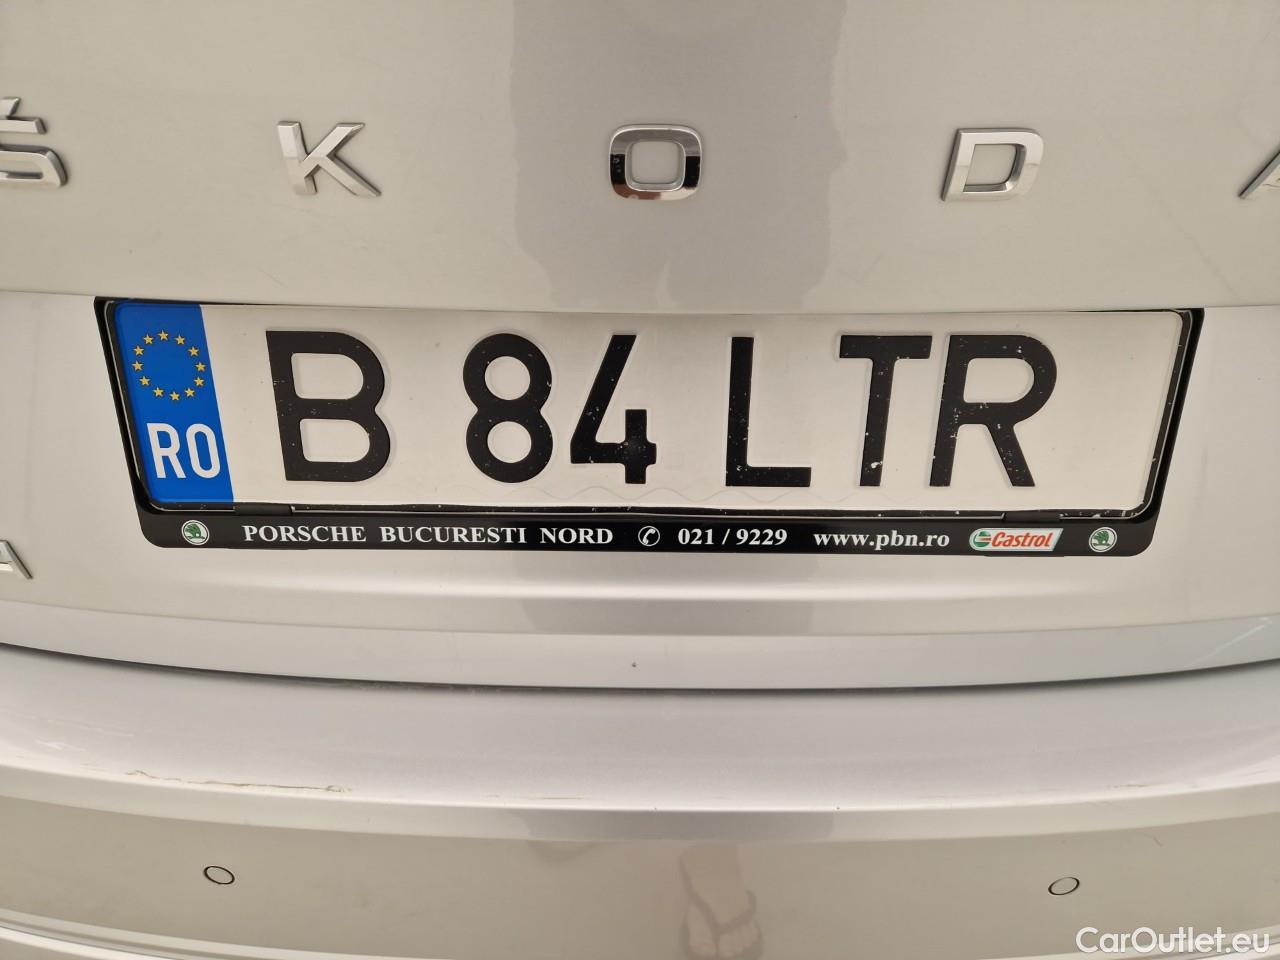 ŠKODA
RO B 84 LTR
PORSCHE BUCURESTI NORD ✆ 021 / 9229 www.pbn.ro Castrol
A
CarOutlet.eu